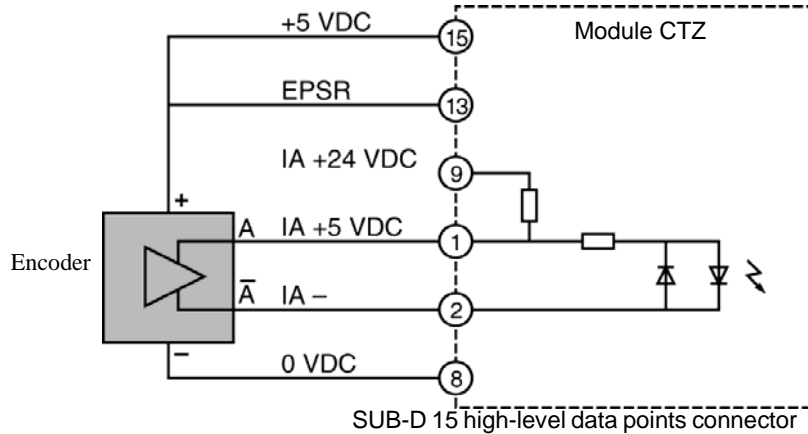 +5 VDC
15
Module CTZ
EPSR
13
IA +24 VDC
9
+
A IA +5 VDC
1
Encoder
A̅ IA –
2
–
0 VDC
8
SUB-D 15 high-level data points connector